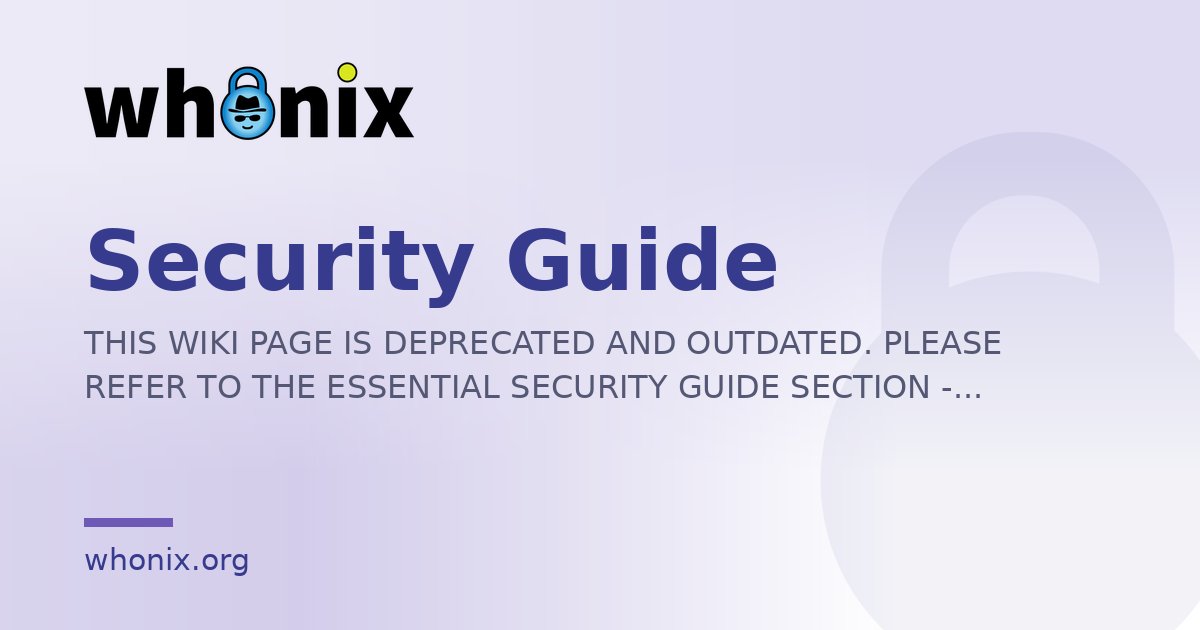 whonix
Security Guide
THIS WIKI PAGE IS DEPRECATED AND OUTDATED. PLEASE
REFER TO THE ESSENTIAL SECURITY GUIDE SECTION -...
whonix.org